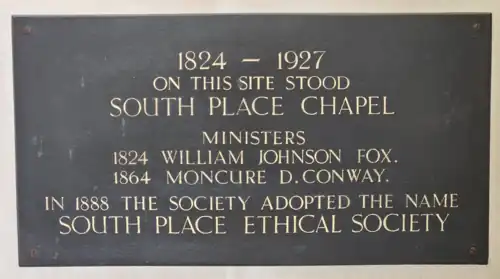 1824 — 1927
ON THIS SITE STOOD
SOUTH PLACE CHAPEL
MINISTERS
1824 WILLIAM JOHNSON FOX.
1864 MONCURE D. CONWAY.
IN 1888 THE SOCIETY ADOPTED THE NAME
SOUTH PLACE ETHICAL SOCIETY